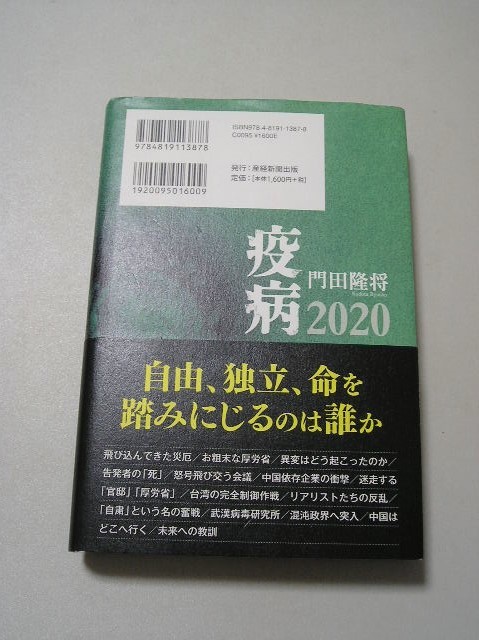 9784819113878
1920095016009
ISBN978-4-8191-1387-8
C0095 ¥1600E
発行：産経新聞出版
定価：[本体1,600円+税]
疫病
門田隆将
2020
自由、独立、命を
踏みにじるのは誰か
飛び込んできた災厄/お粗末な厚労省/異変はどう起こったのか/
告発者の「死」/怒号飛び交う会議/中国依存企業の衝撃/迷走する
「官邸」「厚労省」/台湾の完全制御作戦/リアリストたちの反乱/
「自粛」という名の奮戦/武漢病毒研究所/混沌政界へ突入/中国は
どこへ行く/未来への教訓